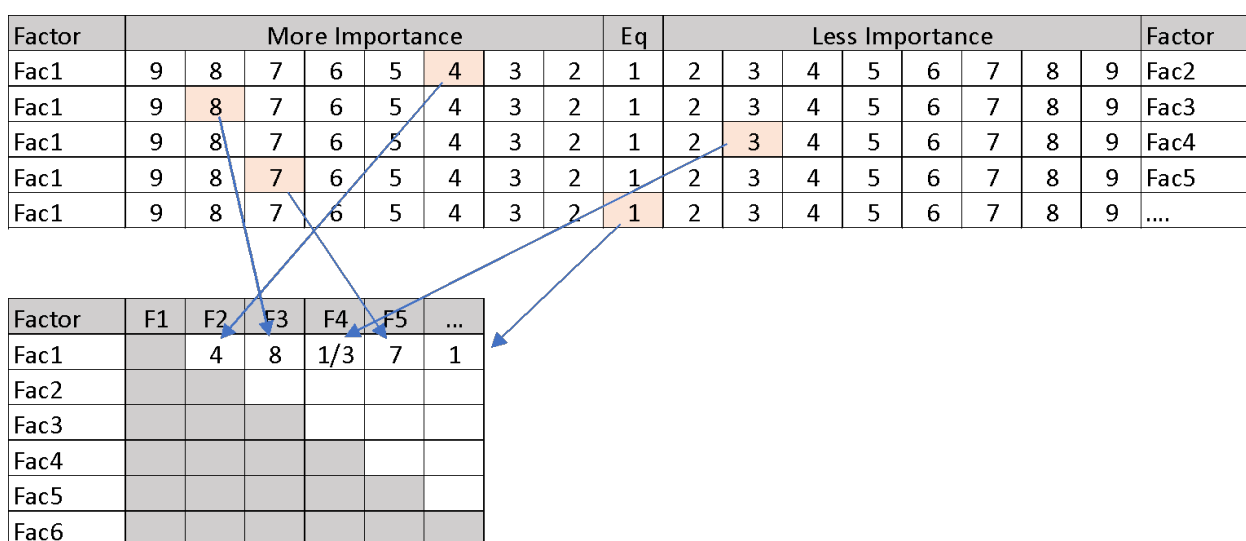 Factor More Importance Eq Less Importance Factor
Fac1 9 8 7 6 5 4 3 2 1 2 3 4 5 6 7 8 9 Fac2
Fac1 9 8 7 6 5 4 3 2 1 2 3 4 5 6 7 8 9 Fac3
Fac1 9 8 7 6 5 4 3 2 1 2 3 4 5 6 7 8 9 Fac4
Fac1 9 8 7 6 5 4 3 2 1 2 3 4 5 6 7 8 9 Fac5
Fac1 9 8 7 6 5 4 3 2 1 2 3 4 5 6 7 8 9 ....
Factor F1 F2 F3 F4 F5 ...
Fac1 4 8 1/3 7 1
Fac2
Fac3
Fac4
Fac5
Fac6